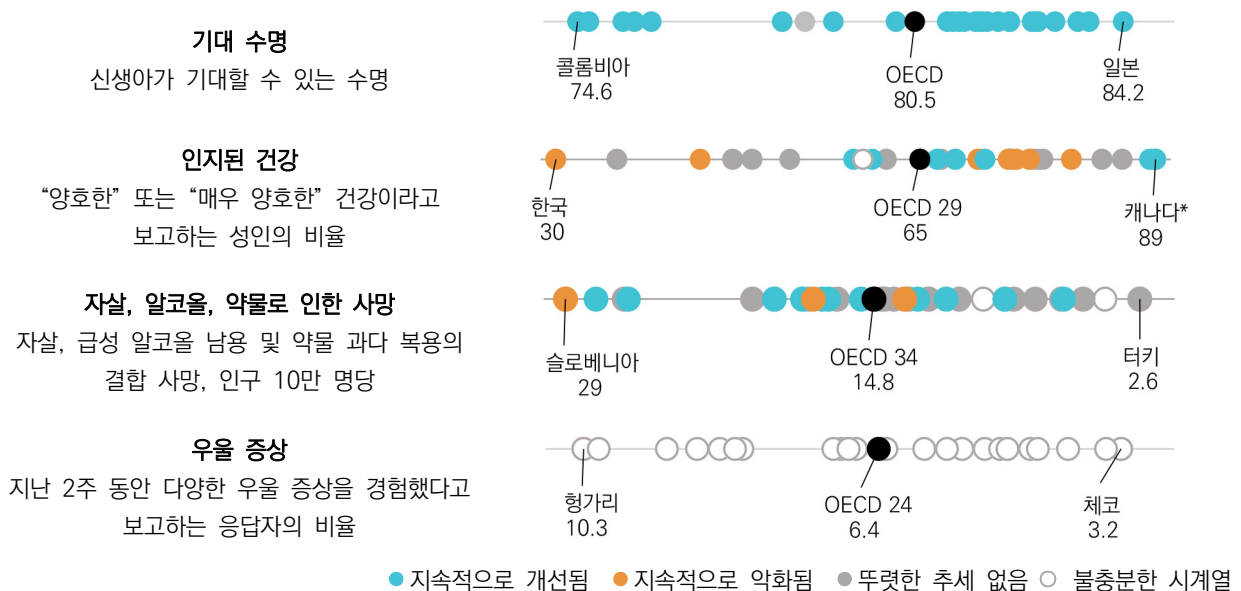 기대 수명
신생아가 기대할 수 있는 수명
콜롬비아
74.6
OECD
80.5
일본
84.2
인지된 건강
“양호한” 또는 “매우 양호한” 건강이라고
보고하는 성인의 비율
한국
30
OECD 29
65
캐나다*
89
자살, 알코올, 약물로 인한 사망
자살, 급성 알코올 남용 및 약물 과다 복용의
결합 사망, 인구 10만 명당
슬로베니아
29
OECD 34
14.8
터키
2.6
우울 증상
지난 2주 동안 다양한 우울 증상을 경험했다고
보고하는 응답자의 비율
헝가리
10.3
OECD 24
6.4
체코
3.2
지속적으로 개선됨 지속적으로 악화됨 뚜렷한 추세 없음 불충분한 시계열